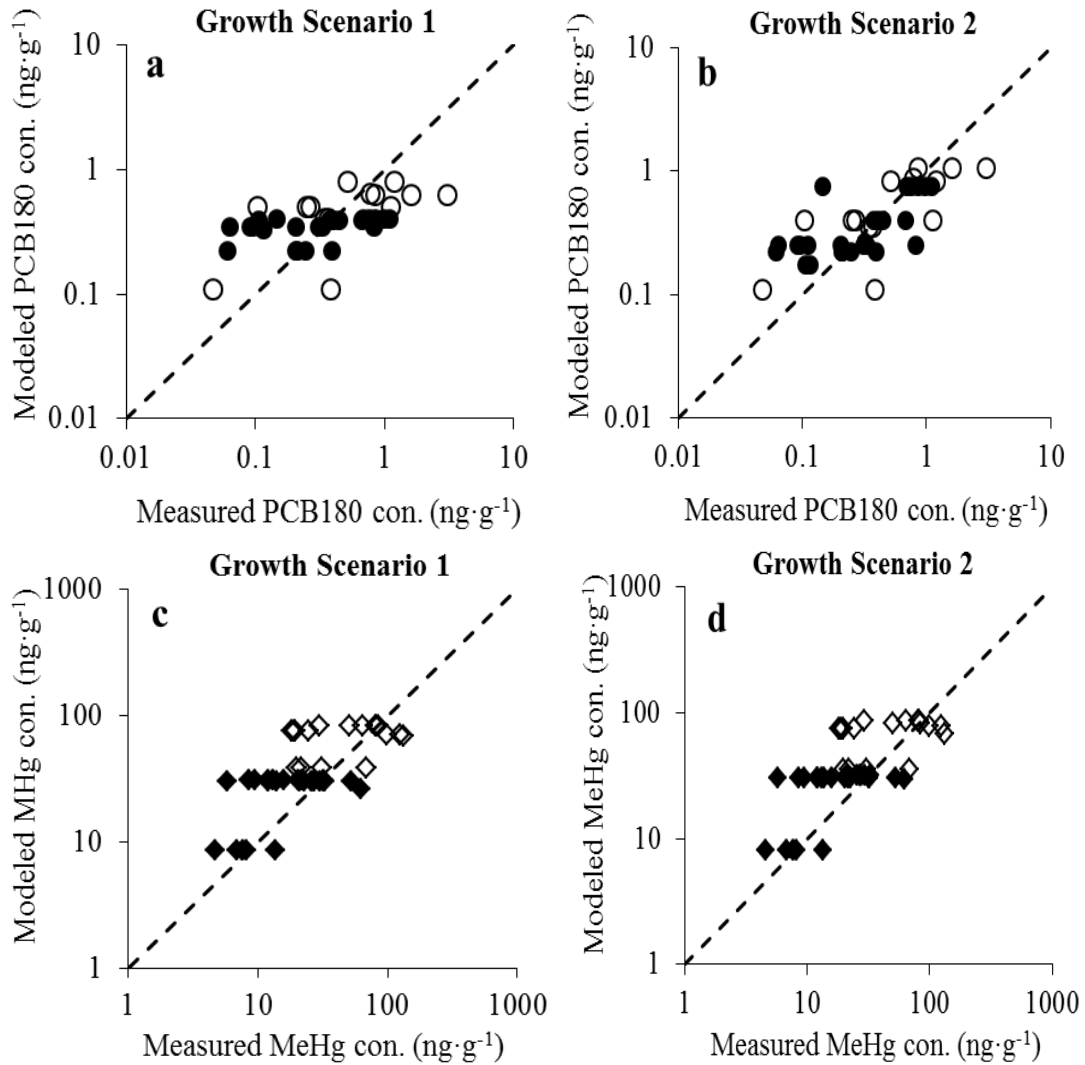 Growth Scenario 1
a
Modeled PCB180 con. (ng·g⁻¹)
10
1
0.1
0.01
0.01 0.1 1 10
Measured PCB180 con. (ng·g⁻¹)
Growth Scenario 2
b
Modeled PCB180 con. (ng·g⁻¹)
10
1
0.1
0.01
0.01 0.1 1 10
Measured PCB180 con. (ng·g⁻¹)
Growth Scenario 1
c
Modeled MHg con. (ng·g⁻¹)
1000
100
10
1
1 10 100 1000
Measured MeHg con. (ng·g⁻¹)
Growth Scenario 2
d
Modeled MeHg con. (ng·g⁻¹)
1000
100
10
1
1 10 100 1000
Measured MeHg con. (ng·g⁻¹)